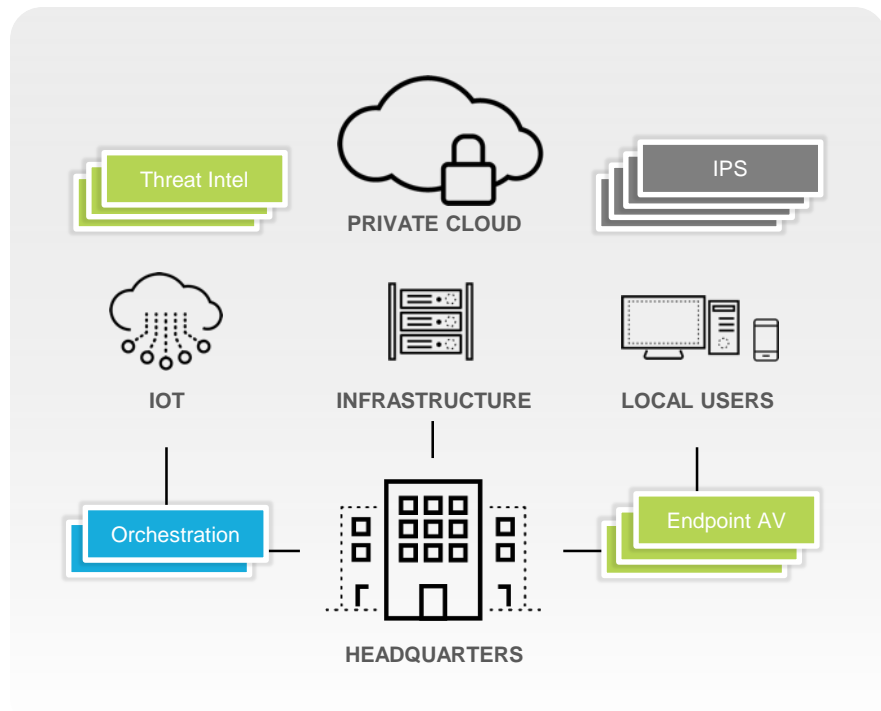 Threat Intel
IPS
PRIVATE CLOUD
IOT
INFRASTRUCTURE
LOCAL USERS
Orchestration
Endpoint AV
HEADQUARTERS